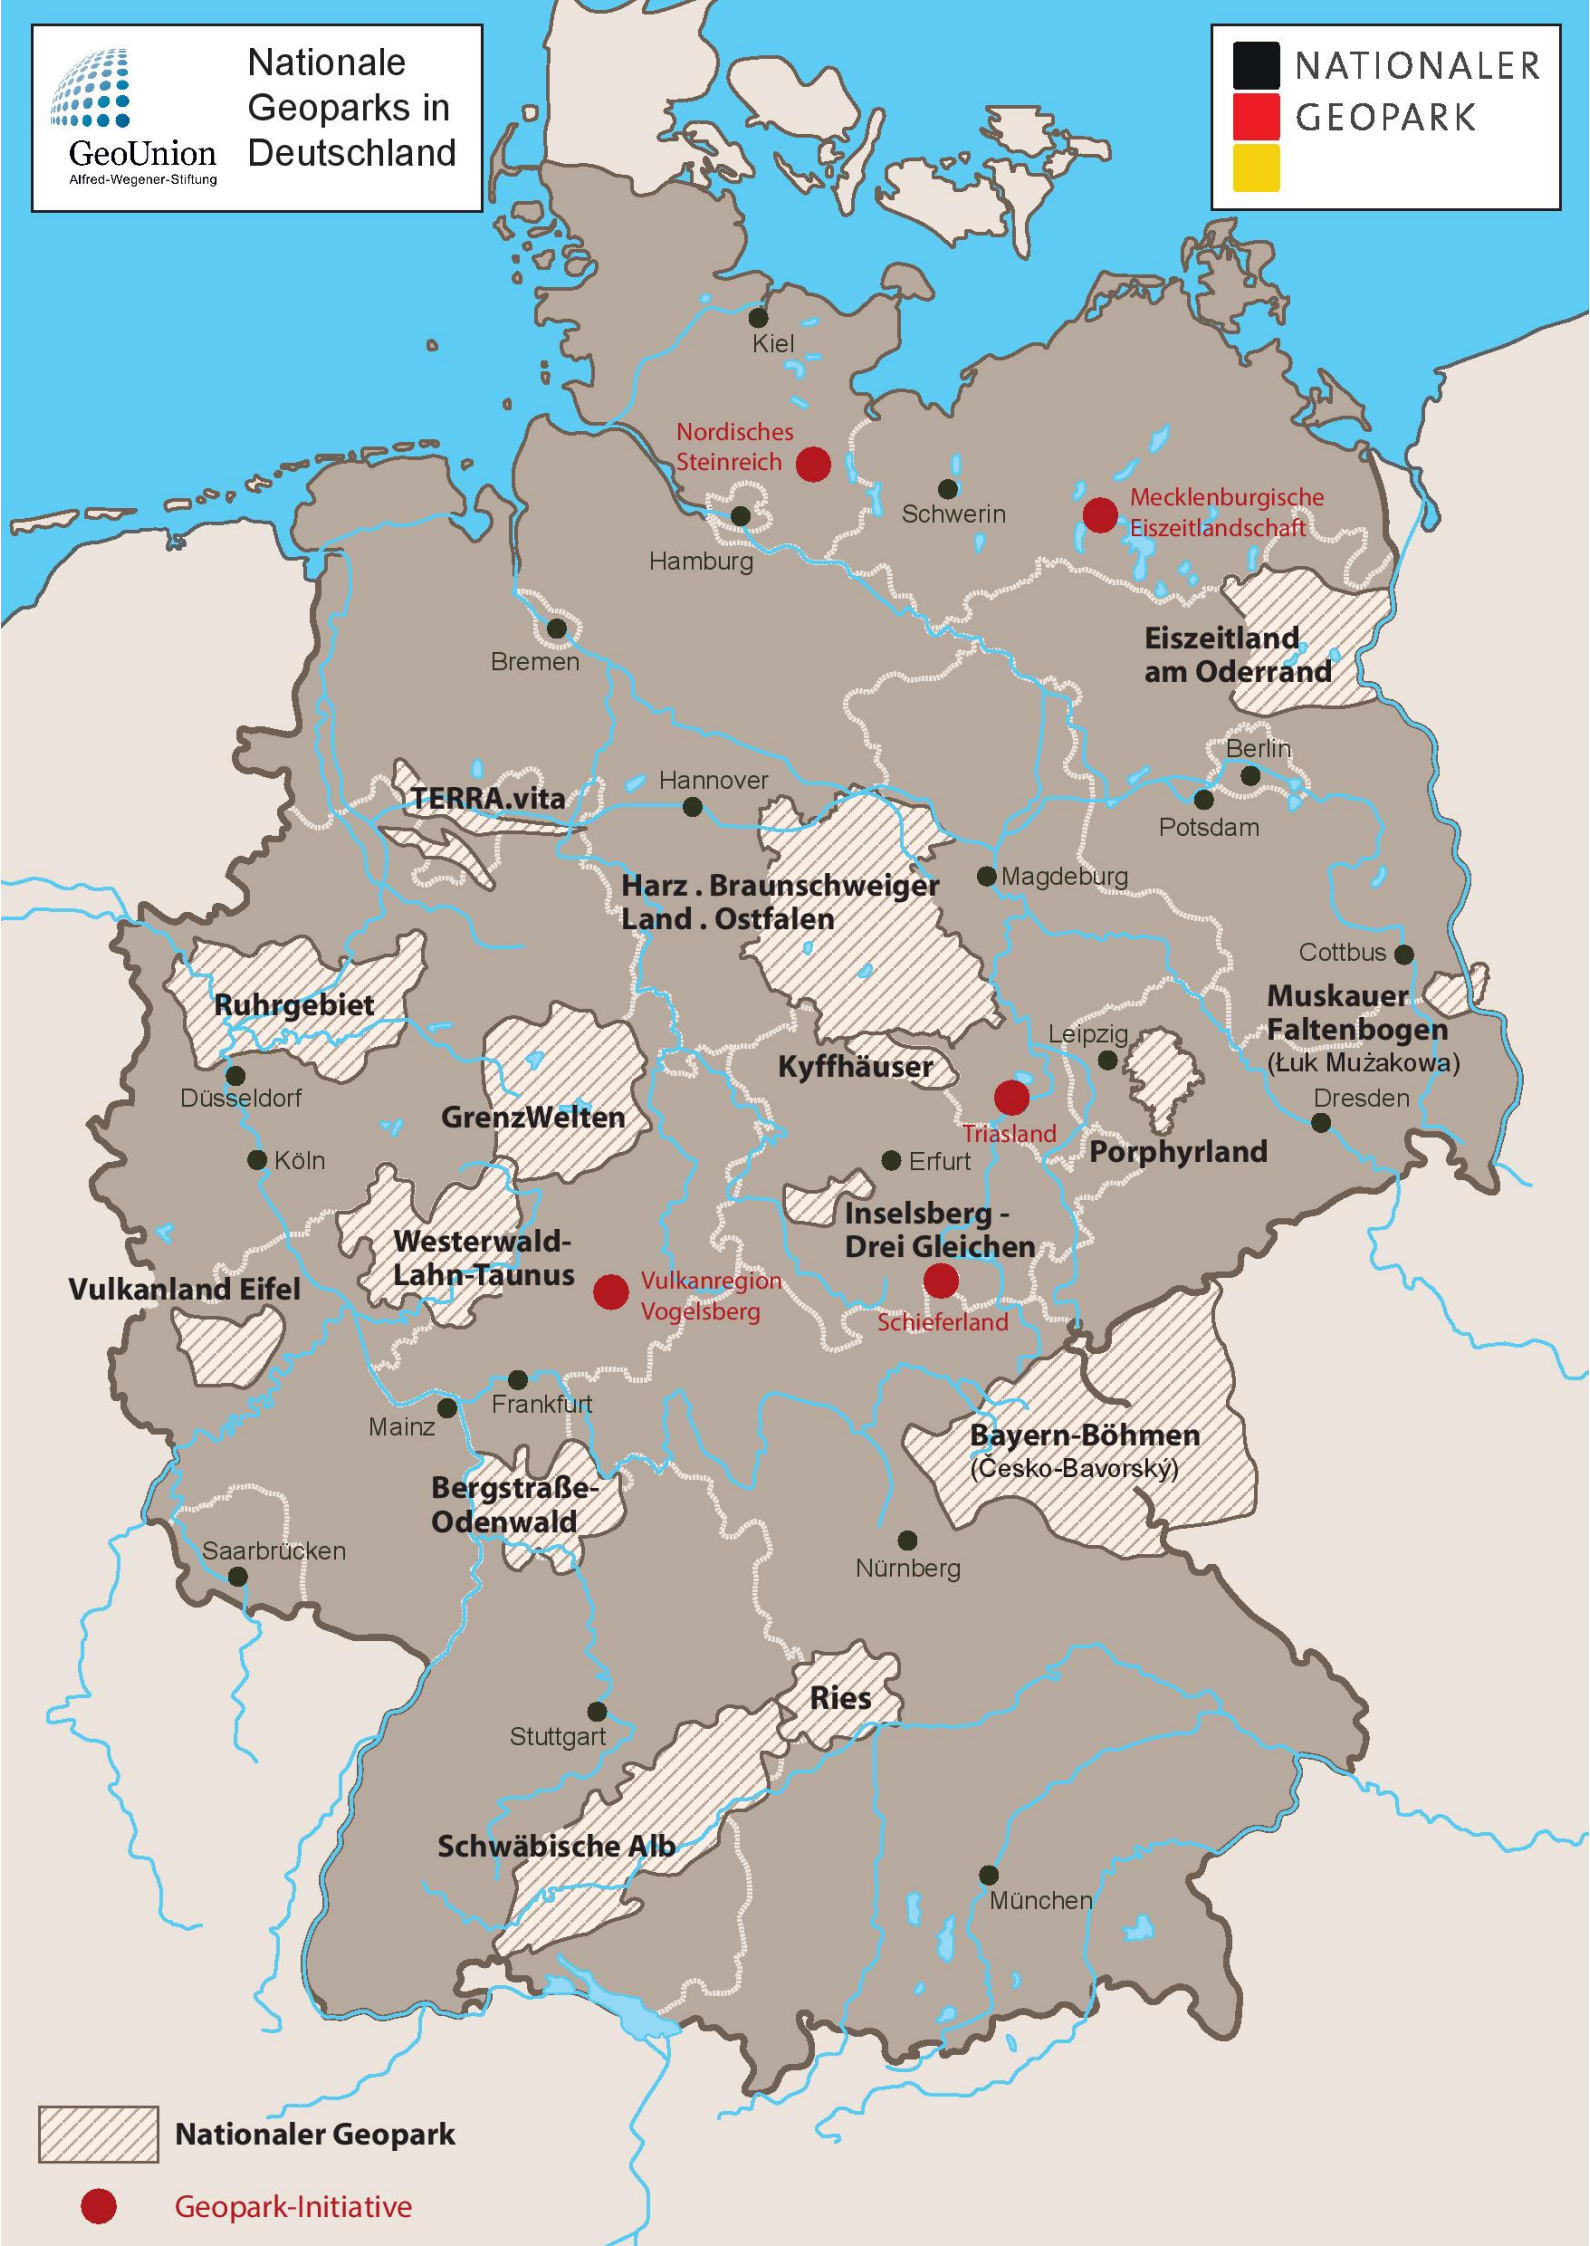 Nationale
Geoparks in
Deutschland
GeoUnion
Alfred-Wegener-Stiftung
NATIONALER
GEOPARK
Kiel
Nordisches
Steinreich
Schwerin
Mecklenburgische
Eiszeitlandschaft
Hamburg
Bremen
Eiszeitland
am Oderrand
Berlin
Hannover
TERRA.vita
Potsdam
Magdeburg
Harz . Braunschweiger
Land . Ostfalen
Cottbus
Muskauer
Faltenbogen
(Łuk Mużakowa)
Ruhrgebiet
Leipzig
Kyffhäuser
Düsseldorf
Dresden
GrenzWelten
Triasland
Porphyrland
Köln
Erfurt
Inselsberg -
Drei Gleichen
Westerwald-
Lahn-Taunus
Vulkanland Eifel
Vulkanregion
Vogelsberg
Schieferland
Frankfurt
Mainz
Bayern-Böhmen
(Česko-Bavorský)
Bergstraße-
Odenwald
Saarbrücken
Nürnberg
Ries
Stuttgart
Schwäbische Alb
München
Nationaler Geopark
Geopark-Initiative